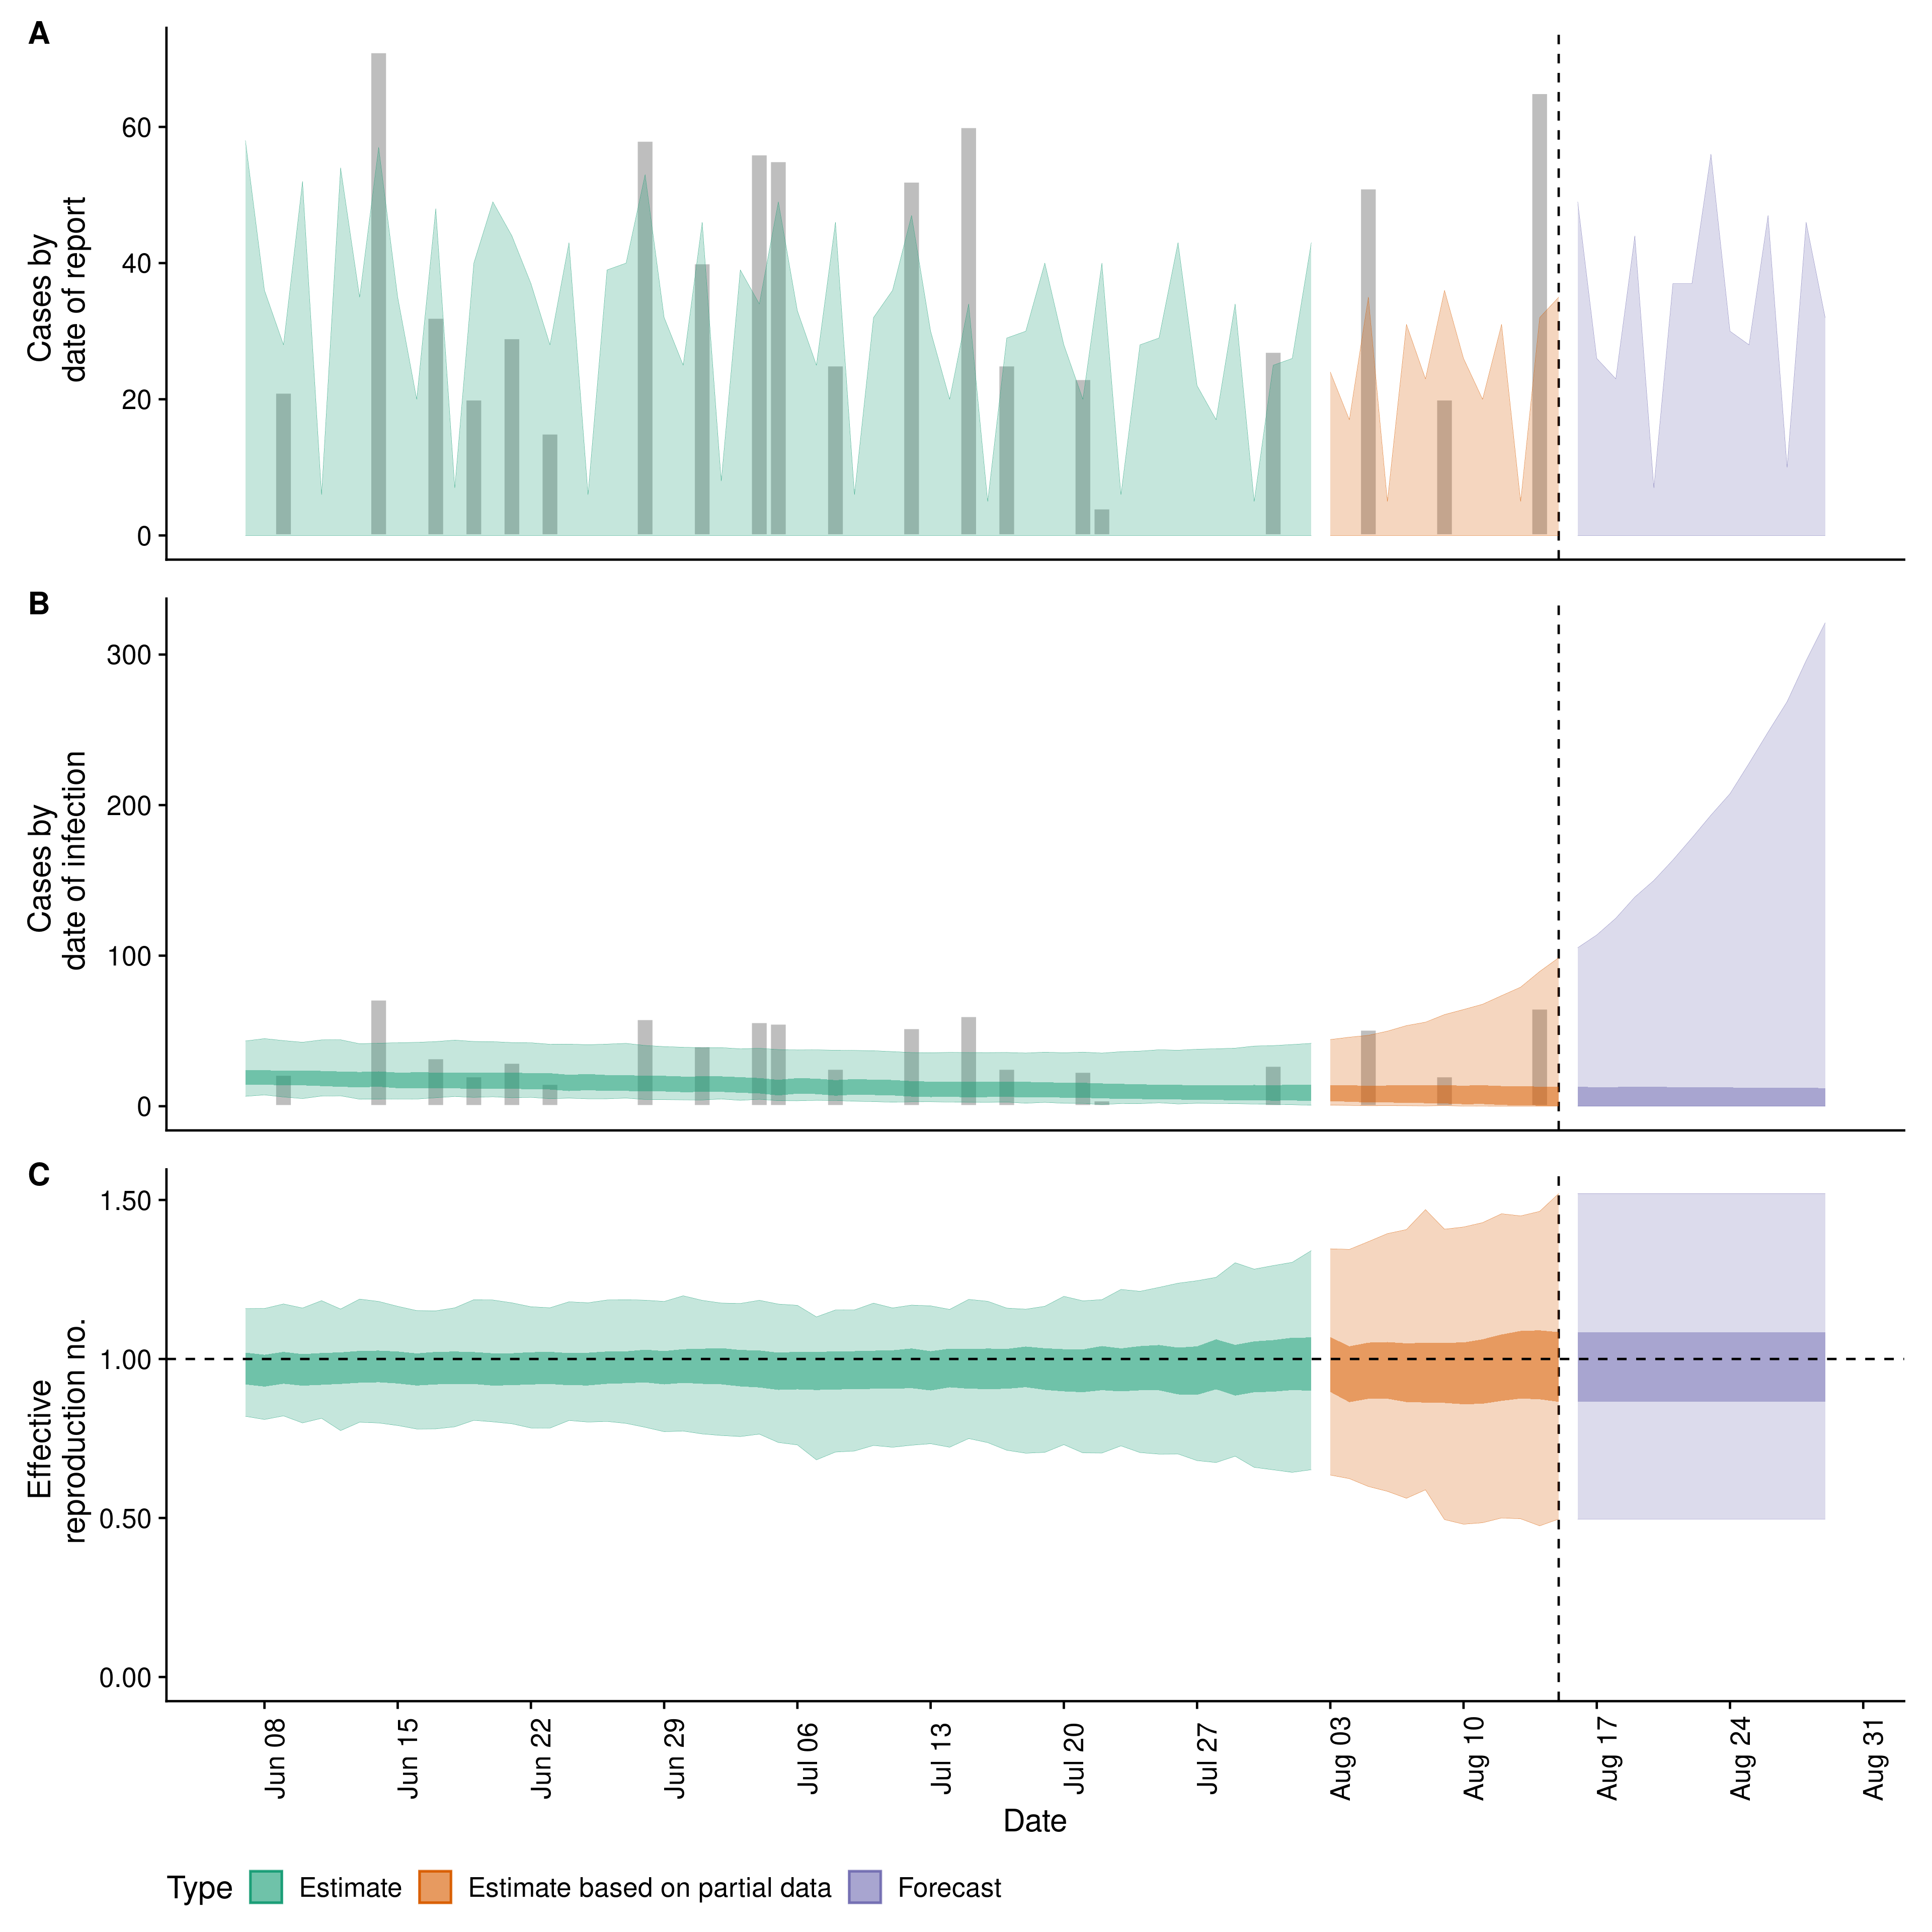 A
Cases by
date of report
60
40
20
0
B
Cases by
date of infection
300
200
100
0
C
Effective
reproduction no.
1.50
1.00
0.50
0.00
Jun 08
Jun 15
Jun 22
Jun 29
Jul 06
Jul 13
Jul 20
Jul 27
Aug 03
Aug 10
Aug 17
Aug 24
Aug 31
Date
Type Estimate Estimate based on partial data Forecast